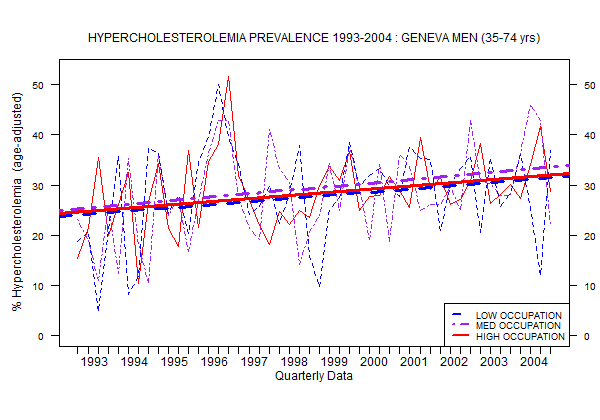 HYPERCHOLESTEROLEMIA PREVALENCE 1993-2004 : GENEVA MEN (35-74 yrs)
% Hypercholesterolemia (age-adjusted)
50 50
40 40
30 30
20 20
10 10
0 0
LOW OCCUPATION
MED OCCUPATION
HIGH OCCUPATION
1993 1994 1995 1996 1997 1998 1999 2000 2001 2002 2003 2004
Quarterly Data